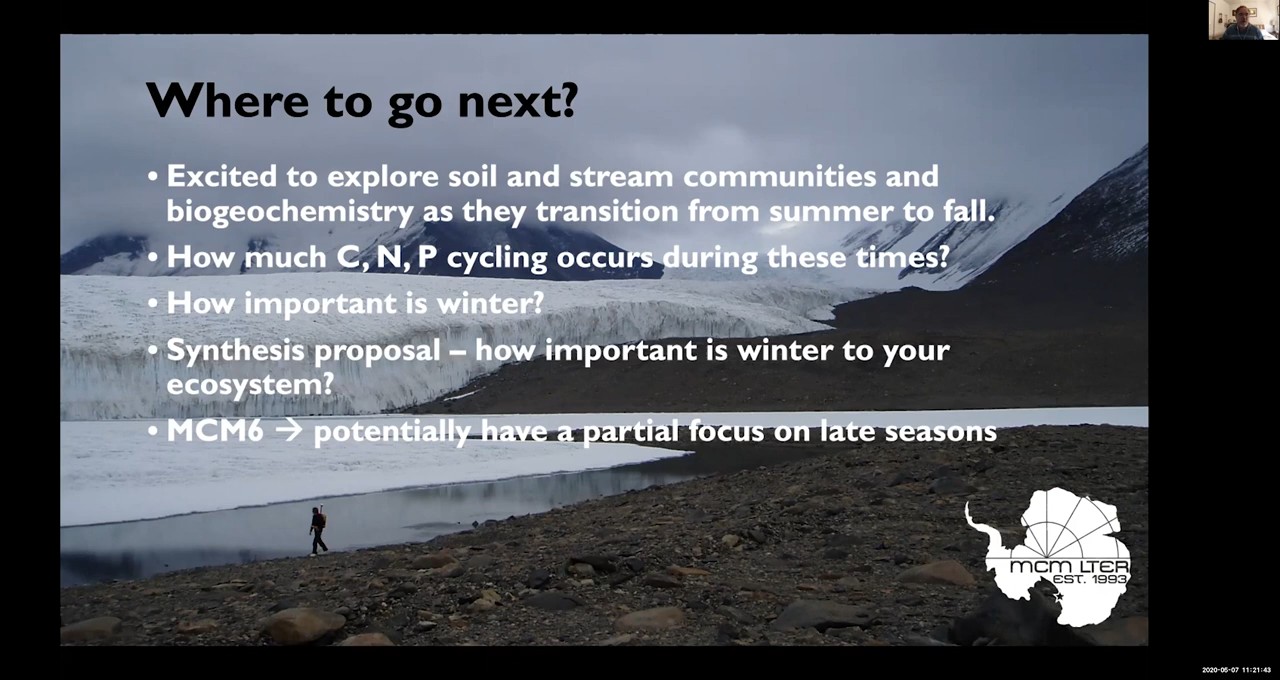 Where to go next?
• Excited to explore soil and stream communities and
biogeochemistry as they transition from summer to fall.
• How much C, N, P cycling occurs during these times?
• How important is winter?
• Synthesis proposal – how important is winter to your
ecosystem?
• MCM6 → potentially have a partial focus on late seasons
mcm LTER
EST. 1993
2020-05-07 11:21:43